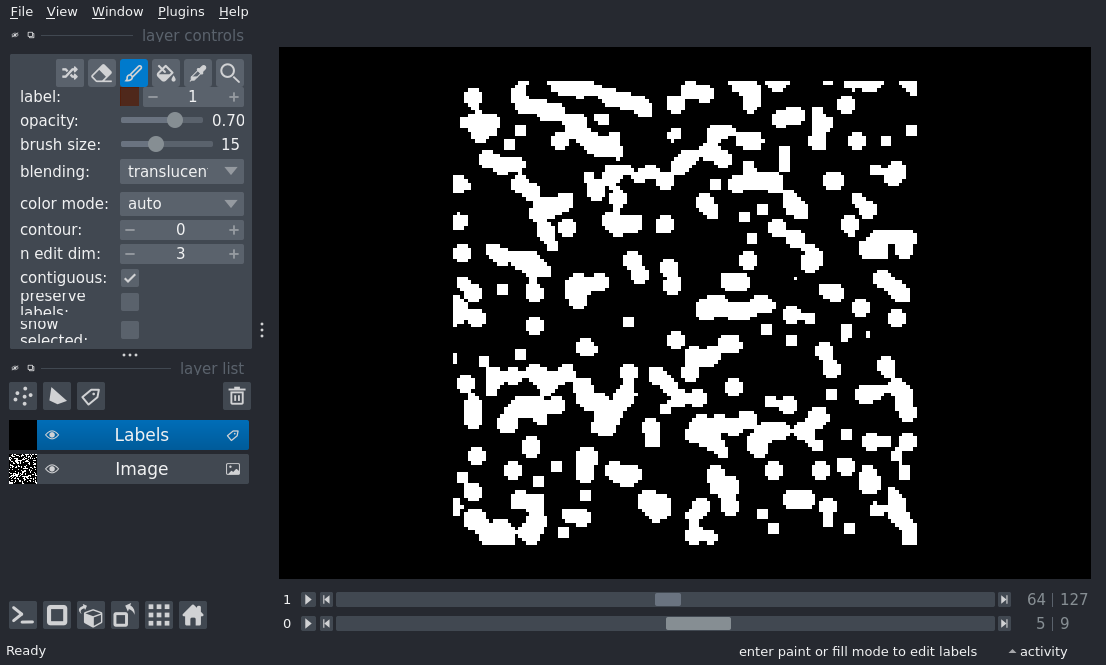 File View Window Plugins Help
layer controls
label: 1
opacity: 0.70
brush size: 15
blending: translucen
color mode: auto
contour: 0
n edit dim: 3
contiguous:
preserve
labels:
show
selected:
layer list
Labels
Image
1 64 | 127
0 5 | 9
Ready enter paint or fill mode to edit labels activity